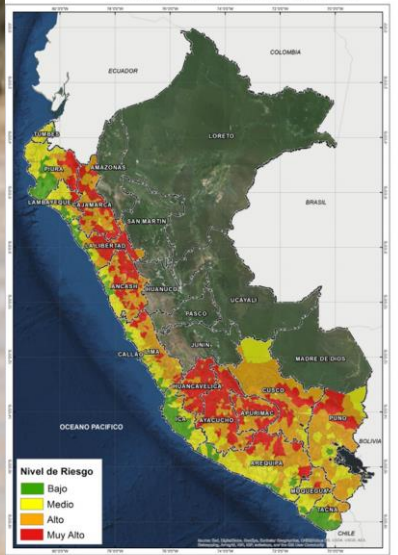 COLOMBIA
ECUADOR
TUMBES
LORETO
PIURA
AMAZONAS
LAMBAYEQUE
CAJAMARCA
BRASIL
SAN MARTIN
LA LIBERTAD
ANCASH
HUANUCO
UCAYALI
PASCO
JUNIN
CALLAO
LIMA
MADRE DE DIOS
HUANCAVELICA
CUSCO
OCEANO PACIFICO
ICA
AYACUCHO
APURIMAC
PUNO
BOLIVIA
AREQUIPA
MOQUEGUA
TACNA
CHILE
Nivel de Riesgo
Bajo
Medio
Alto
Muy Alto